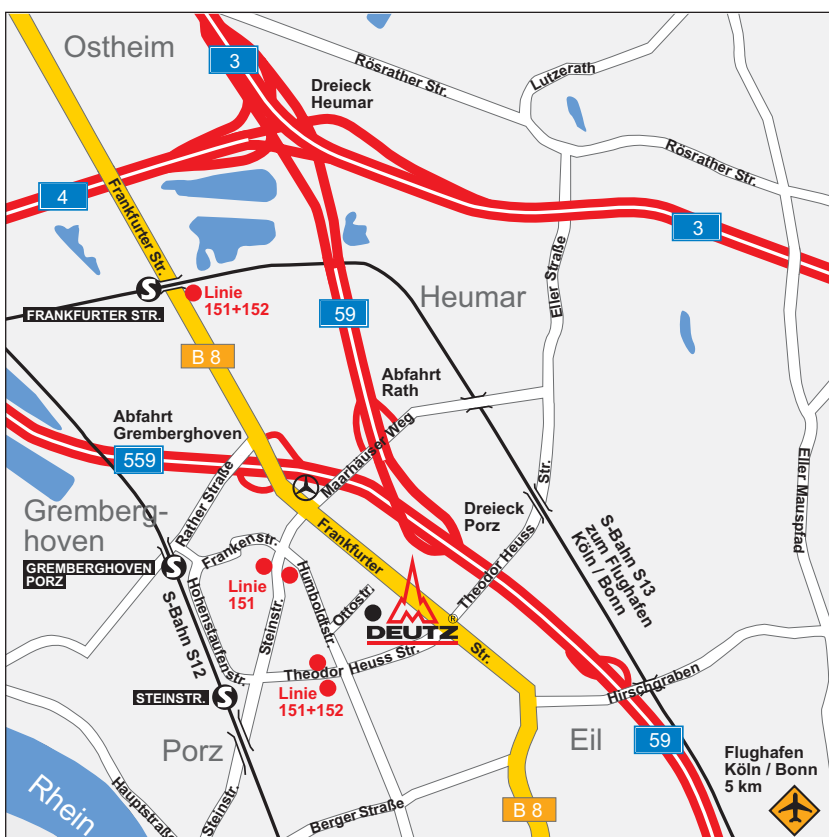 Ostheim
3
Dreieck
Heumar
Rösrather Str.
Lutzerath
Rösrather Str.
4
Frankfurter Str.
3
Eller Straße
Linie
151+152
FRANKFURTER STR.
Heumar
59
B 8
Abfahrt
Rath
Abfahrt
Gremberghoven
559
Maarhäuser Weg
Rather Straße
Gremberg-
hoven
Dreieck
Porz
Str.
S-Bahn S13
zum Flughafen
Köln / Bonn
Eller Mauspfad
GREMBERGHOVEN
PORZ
Frankenstr.
Frankfurter
Theodor Heuss
Linie
151
Humboldtstr.
Ottostr.
DEUTZ®
S-Bahn S12
Hohenstaufenstr.
Steinstr.
Str.
Theodor Heuss Str.
STEINSTR.
Linie
151+152
Hirschgraben
Porz
Eil
59
Flughafen
Köln / Bonn
5 km
Rhein
Hauptstraße
Steinstr.
Berger Straße
B 8